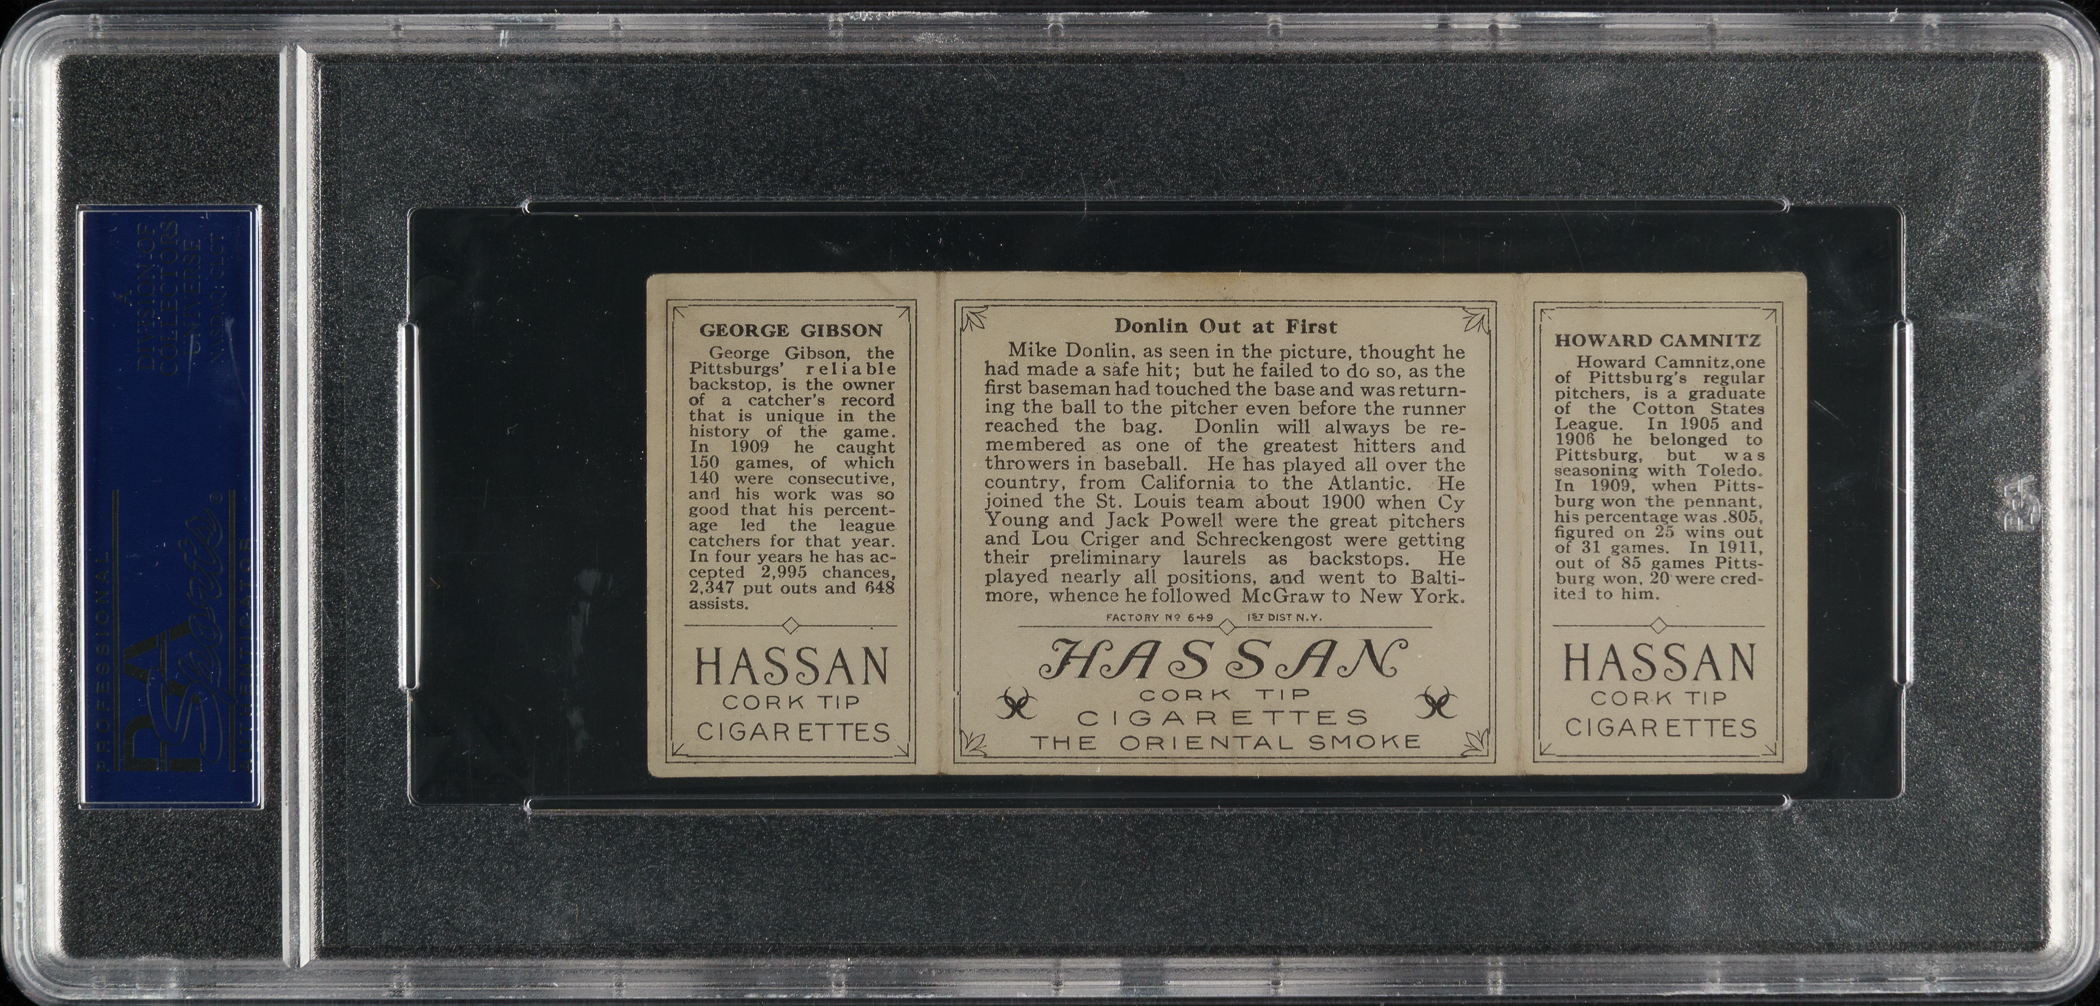 A
DIVISION OF
COLLECTORS
UNIVERSE
NASDAQ: CLCT
PROFESSIONAL
PSA
Sports
AUTHENTICATOR
GEORGE GIBSON
George Gibson, the
Pittsburgs' reliable
backstop, is the owner
of a catcher's record
that is unique in the
history of the game.
In 1909 he caught
150 games, of which
140 were consecutive,
and his work was so
good that his percent-
age led the league
catchers for that year.
In four years he has ac-
cepted 2,995 chances,
2,347 put outs and 648
assists.
HASSAN
CORK TIP
CIGARETTES
Donlin Out at First
Mike Donlin, as seen in the picture, thought he
had made a safe hit; but he failed to do so, as the
first baseman had touched the base and was return-
ing the ball to the pitcher even before the runner
reached the bag. Donlin will always be re-
membered as one of the greatest hitters and
throwers in baseball. He has played all over the
country, from California to the Atlantic. He
joined the St. Louis team about 1900 when Cy
Young and Jack Powell were the great pitchers
and Lou Criger and Schreckengost were getting
their preliminary laurels as backstops. He
played nearly all positions, and went to Balti-
more, whence he followed McGraw to New York.
FACTORY Nº 649 1ST DIST N.Y.
HASSAN
CORK TIP
CIGARETTES
THE ORIENTAL SMOKE
HOWARD CAMNITZ
Howard Camnitz, one
of Pittsburg's regular
pitchers, is a graduate
of the Cotton States
League. In 1905 and
1906 he belonged to
Pittsburg, but was
seasoning with Toledo.
In 1909, when Pitts-
burg won the pennant,
his percentage was .805,
figured on 25 wins out
of 31 games. In 1911,
out of 85 games Pitts-
burg won, 20 were cred-
ited to him.
HASSAN
CORK TIP
CIGARETTES
PSA